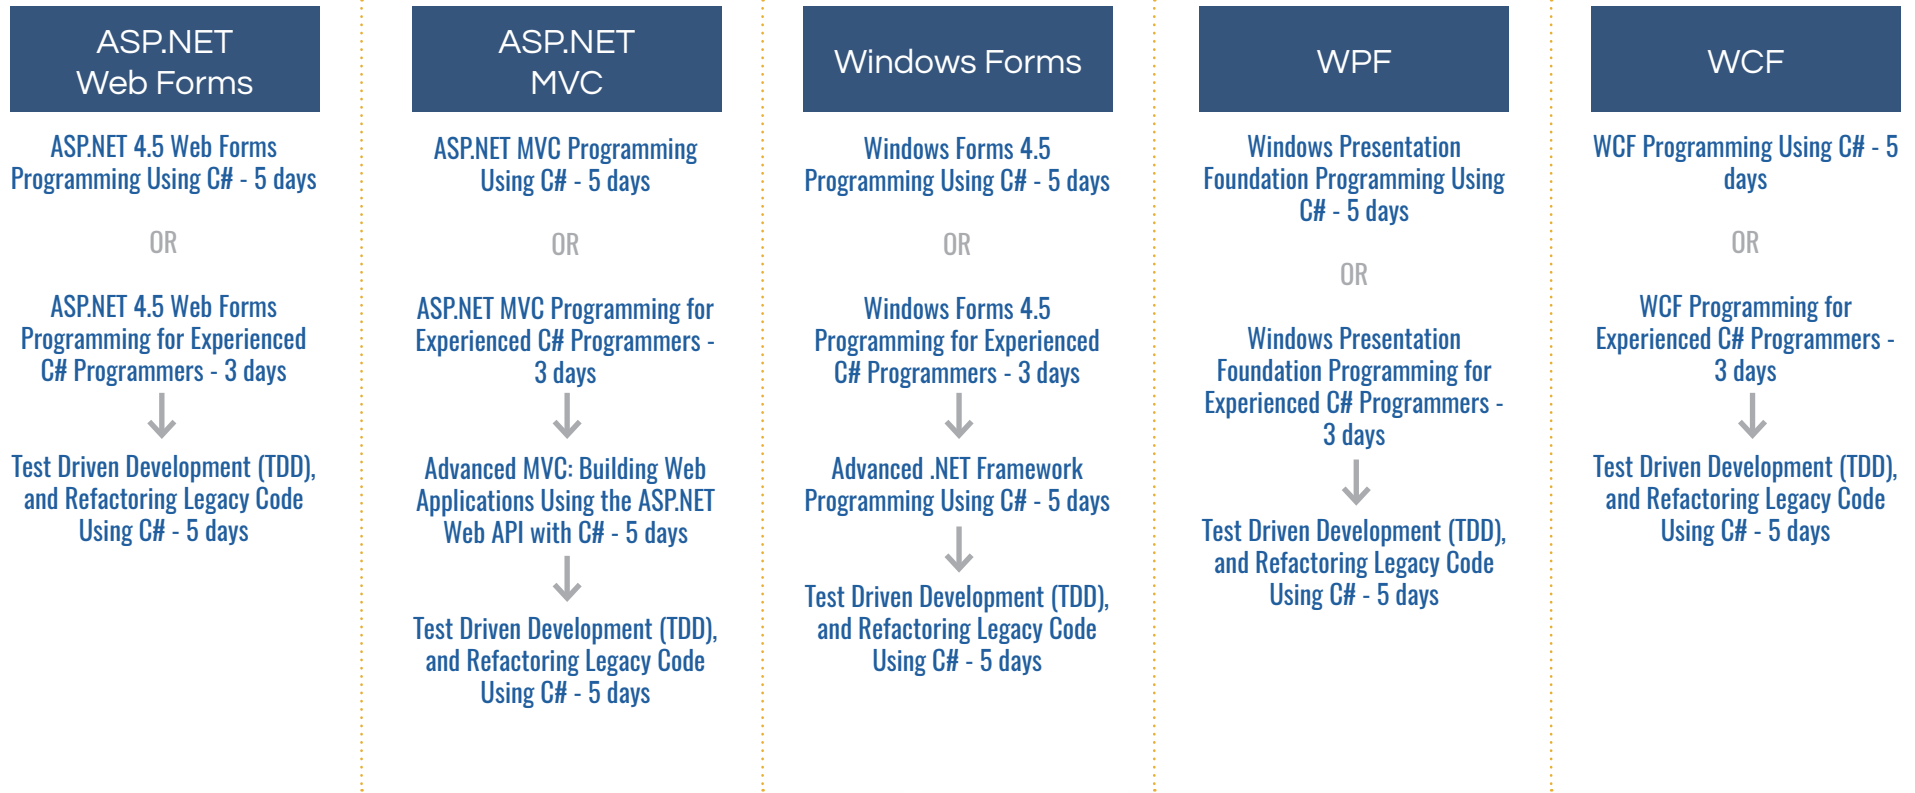 ASP.NET
Web Forms
ASP.NET 4.5 Web Forms
Programming Using C# - 5 days
OR
ASP.NET 4.5 Web Forms
Programming for Experienced
C# Programmers - 3 days
Test Driven Development (TDD),
and Refactoring Legacy Code
Using C# - 5 days
ASP.NET
MVC
ASP.NET MVC Programming
Using C# - 5 days
OR
ASP.NET MVC Programming for
Experienced C# Programmers -
3 days
Advanced MVC: Building Web
Applications Using the ASP.NET
Web API with C# - 5 days
Test Driven Development (TDD),
and Refactoring Legacy Code
Using C# - 5 days
Windows Forms
Windows Forms 4.5
Programming Using C# - 5 days
OR
Windows Forms 4.5
Programming for Experienced
C# Programmers - 3 days
Advanced .NET Framework
Programming Using C# - 5 days
Test Driven Development (TDD),
and Refactoring Legacy Code
Using C# - 5 days
WPF
Windows Presentation
Foundation Programming Using
C# - 5 days
OR
Windows Presentation
Foundation Programming for
Experienced C# Programmers -
3 days
Test Driven Development (TDD),
and Refactoring Legacy Code
Using C# - 5 days
WCF
WCF Programming Using C# - 5
days
OR
WCF Programming for
Experienced C# Programmers -
3 days
Test Driven Development (TDD),
and Refactoring Legacy Code
Using C# - 5 days